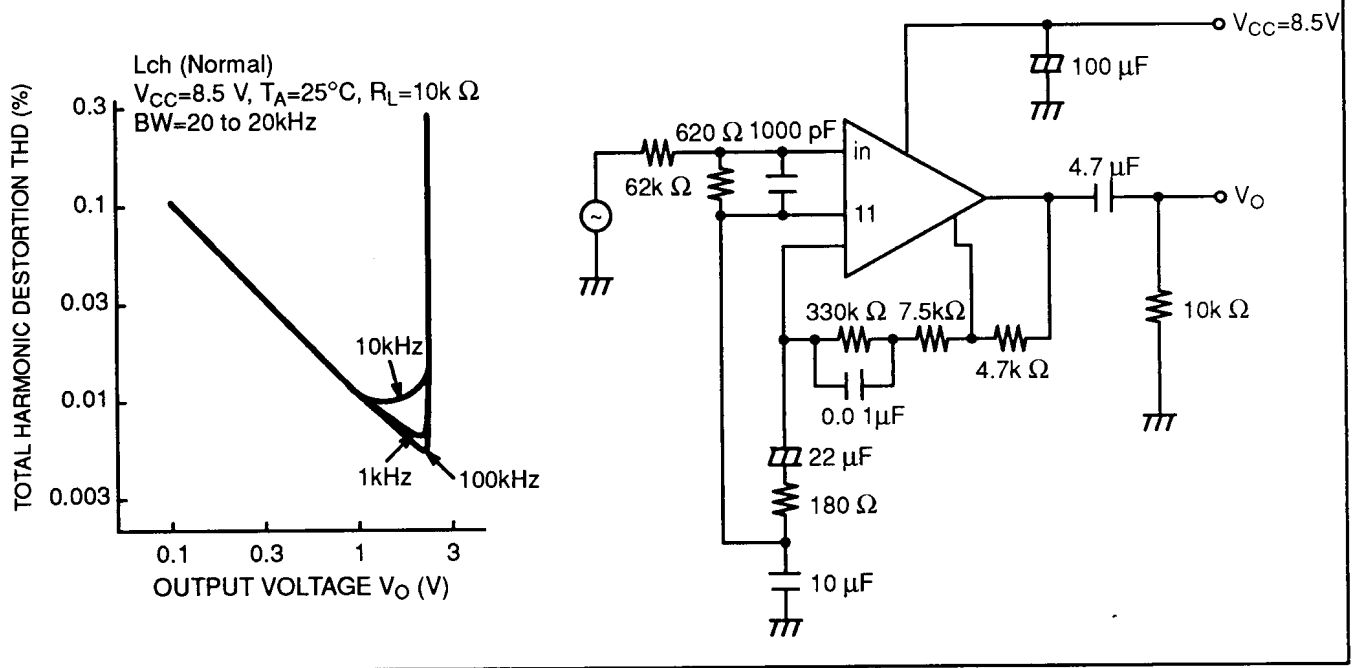 Lch (Normal)
VCC=8.5 V, TA=25°C, RL=10k Ω
BW=20 to 20kHz
TOTAL HARMONIC DESTORTION THD (%)
0.3
0.1
0.03
0.01
0.003
10kHz
1kHz
100kHz
0.1 0.3 1 3
OUTPUT VOLTAGE VO (V)
VCC=8.5V
100 µF
620 Ω 1000 pF
62k Ω
in
11
4.7 µF
VO
~
330k Ω 7.5kΩ
4.7k Ω
10k Ω
0.0 1µF
22 µF
180 Ω
10 µF